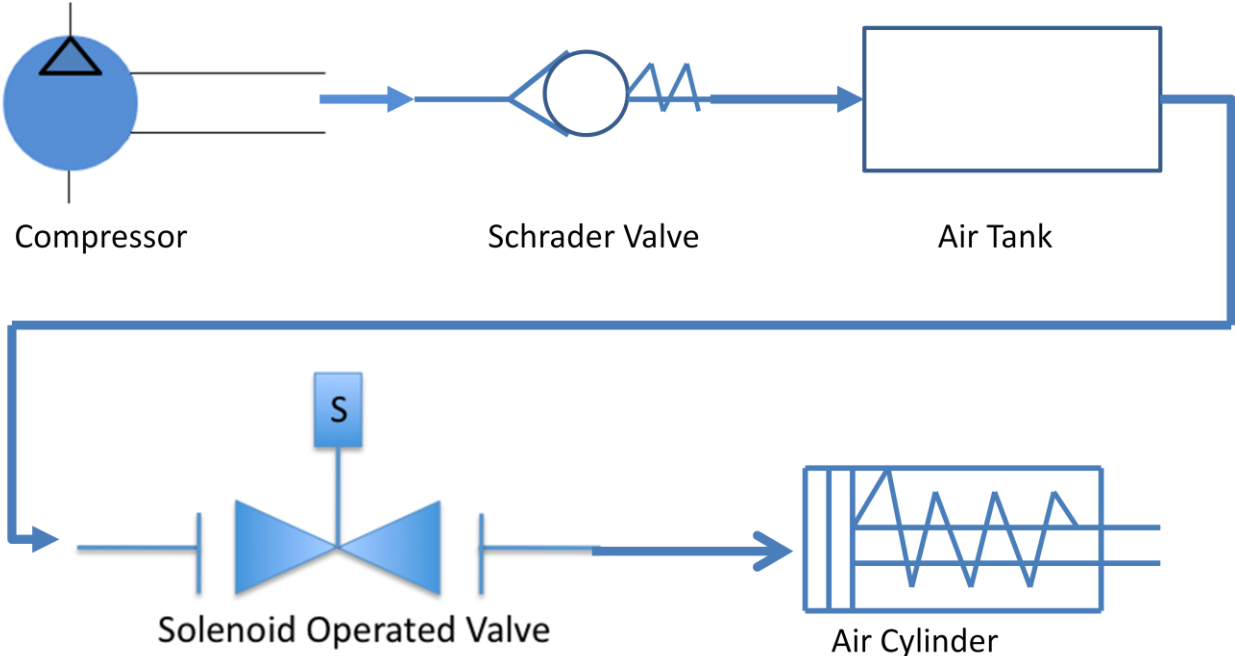 Compressor
Schrader Valve
Air Tank
S
Solenoid Operated Valve
Air Cylinder